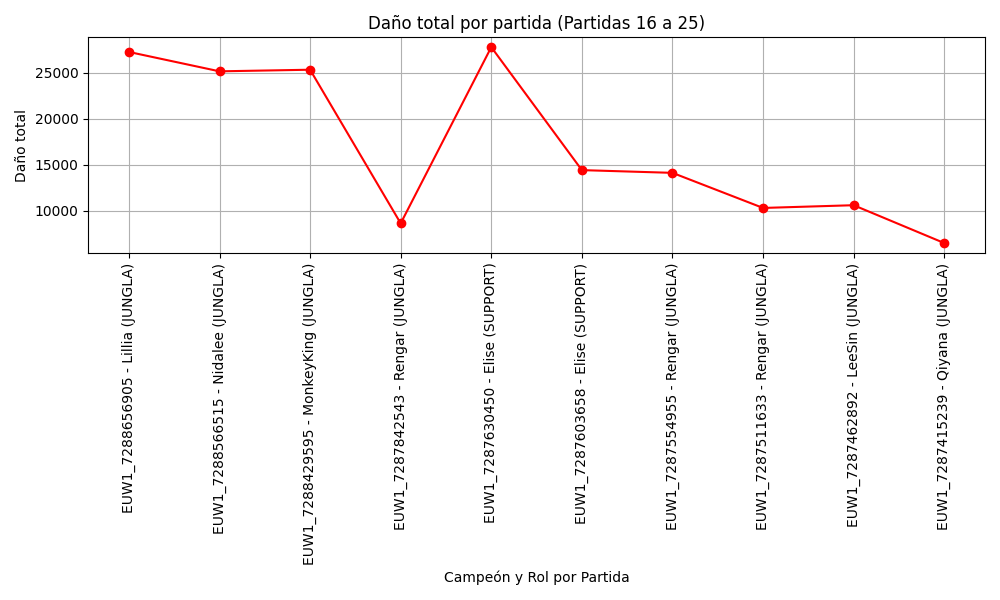 Daño total por partida (Partidas 16 a 25)
Daño total
25000
20000
15000
10000
EUW1_7288656905 - Lillia (JUNGLA)
EUW1_7288566515 - Nidalee (JUNGLA)
EUW1_7288429595 - MonkeyKing (JUNGLA)
EUW1_7287842543 - Rengar (JUNGLA)
EUW1_7287630450 - Elise (SUPPORT)
EUW1_7287603658 - Elise (SUPPORT)
EUW1_7287554955 - Rengar (JUNGLA)
EUW1_7287511633 - Rengar (JUNGLA)
EUW1_7287462892 - LeeSin (JUNGLA)
EUW1_7287415239 - Qiyana (JUNGLA)
Campeón y Rol por Partida